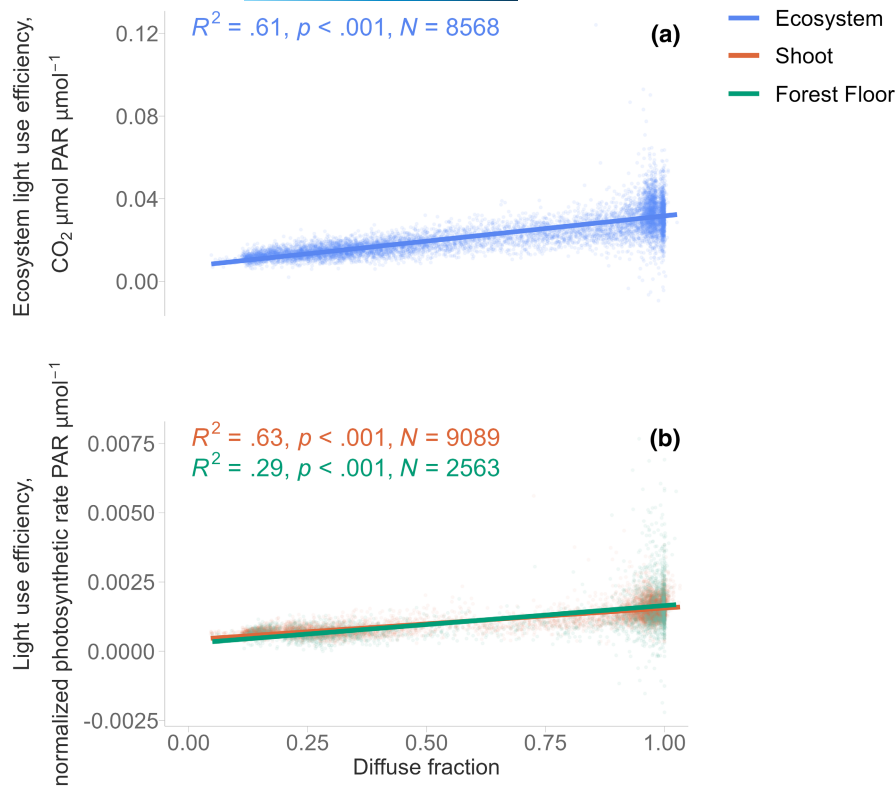 R² = .61, p < .001, N = 8568
(a)
Ecosystem
Shoot
Forest Floor
Ecosystem light use efficiency,
CO₂ μmol PAR μmol⁻¹
0.12
0.08
0.04
0.00
R² = .63, p < .001, N = 9089
R² = .29, p < .001, N = 2563
(b)
Light use efficiency,
normalized photosynthetic rate PAR μmol⁻¹
0.0075
0.0050
0.0025
0.0000
-0.0025
0.00 0.25 0.50 0.75 1.00
Diffuse fraction